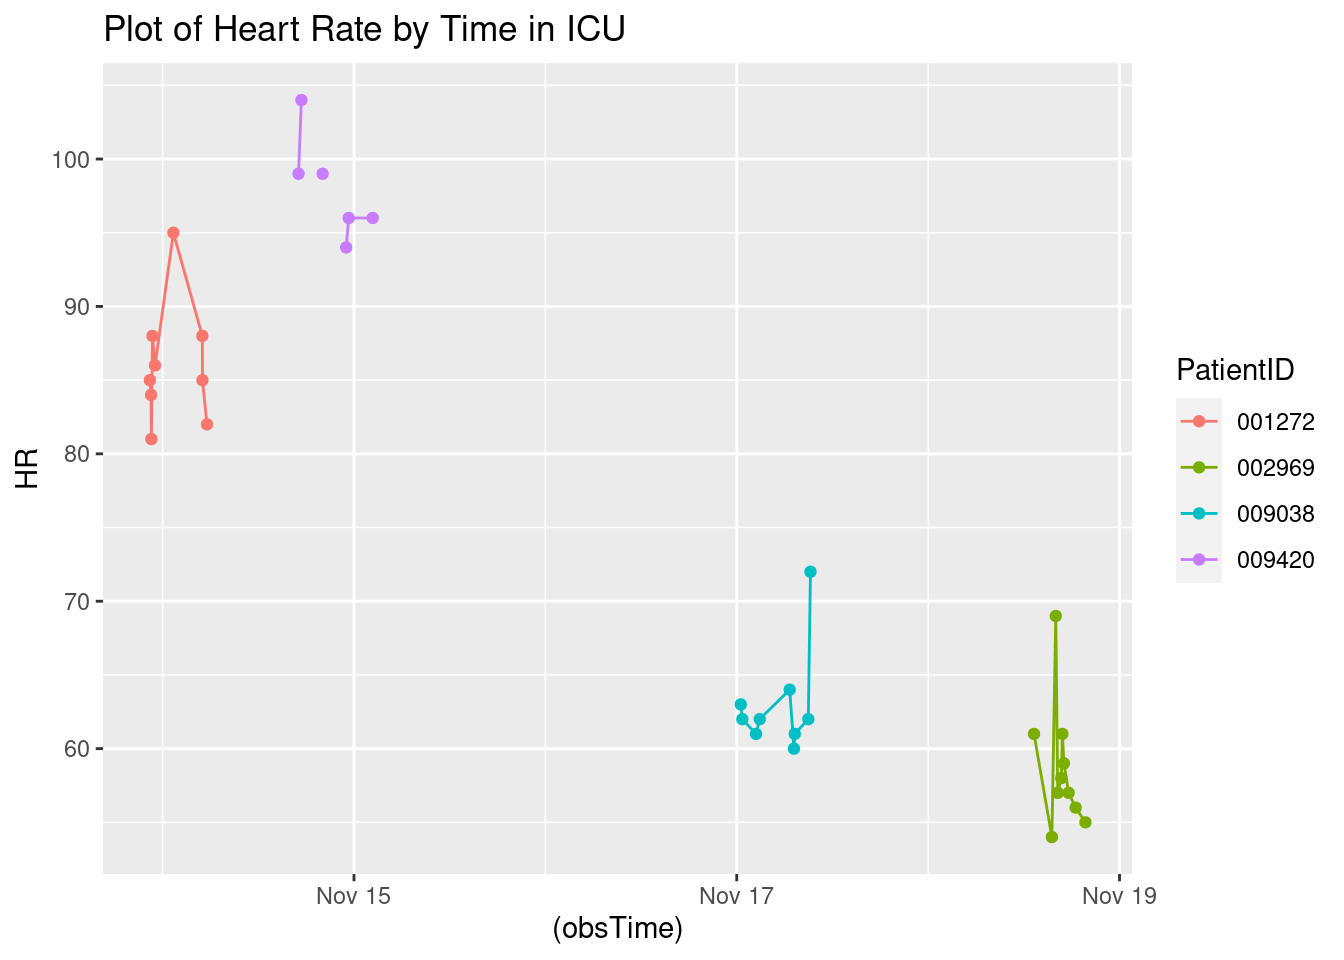 Plot of Heart Rate by Time in ICU
100
90
80
70
60
HR
Nov 15
Nov 17
Nov 19
(obsTime)
PatientID
001272
002969
009038
009420